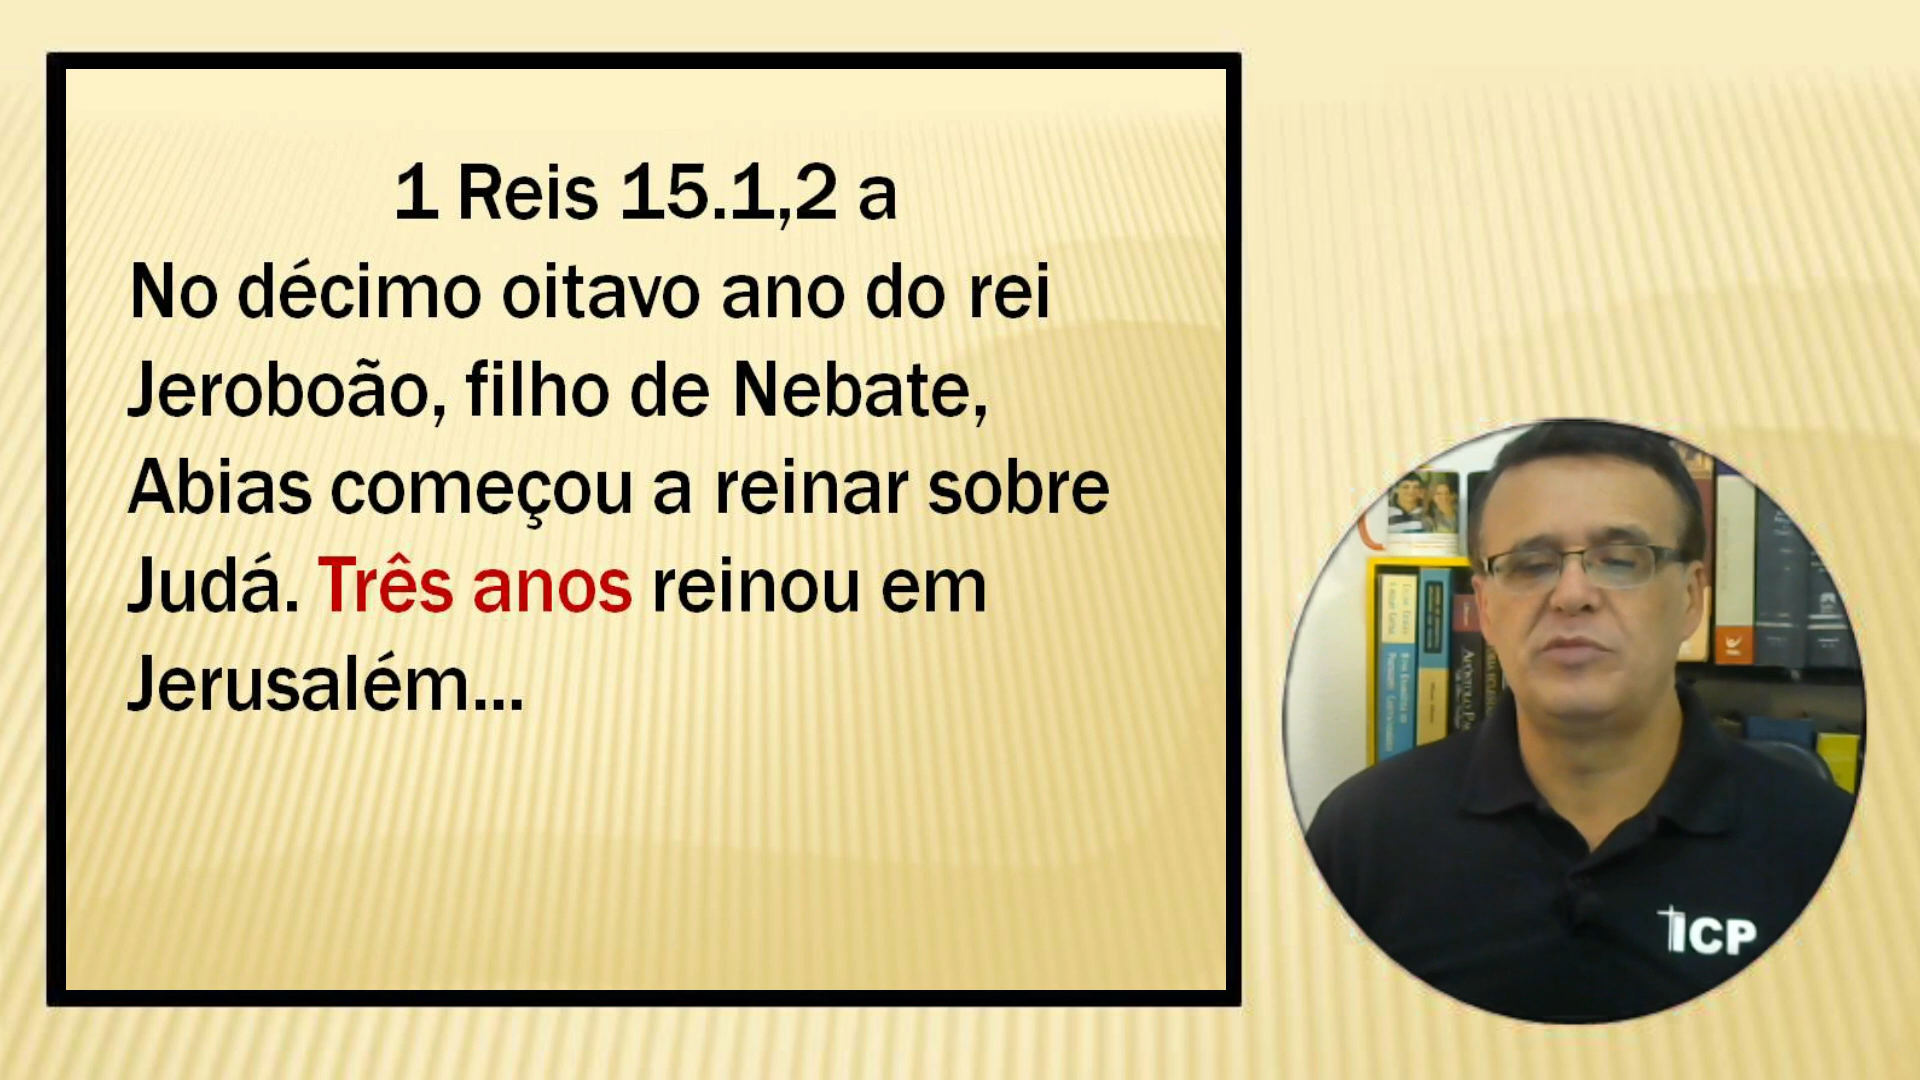 1 Reis 15.1,2 a
No décimo oitavo ano do rei
Jeroboão, filho de Nebate,
Abias começou a reinar sobre
Judá. Três anos reinou em
Jerusalém...
ICP